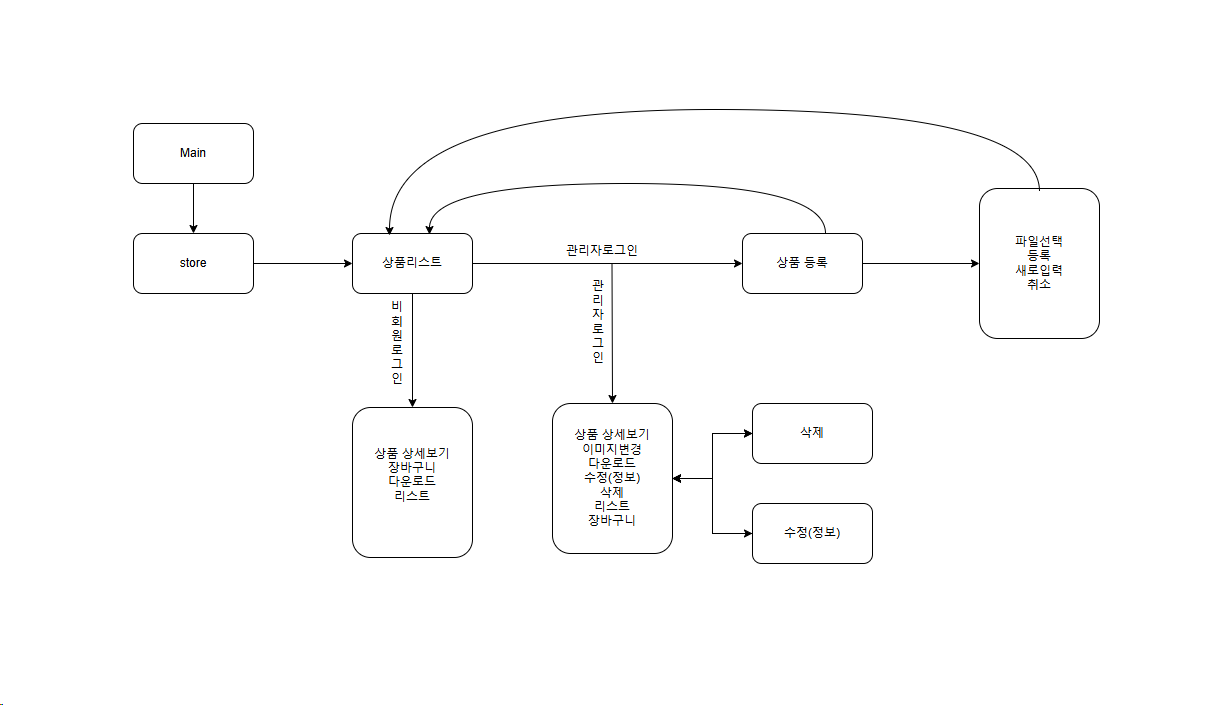 Main
store
상품리스트
관리자로그인
상품 등록
파일선택
등록
새로입력
취소
비
회
원
로
그
인
관
리
자
로
그
인
상품 상세보기
장바구니
다운로드
리스트
상품 상세보기
이미지변경
다운로드
수정(정보)
삭제
리스트
장바구니
삭제
수정(정보)